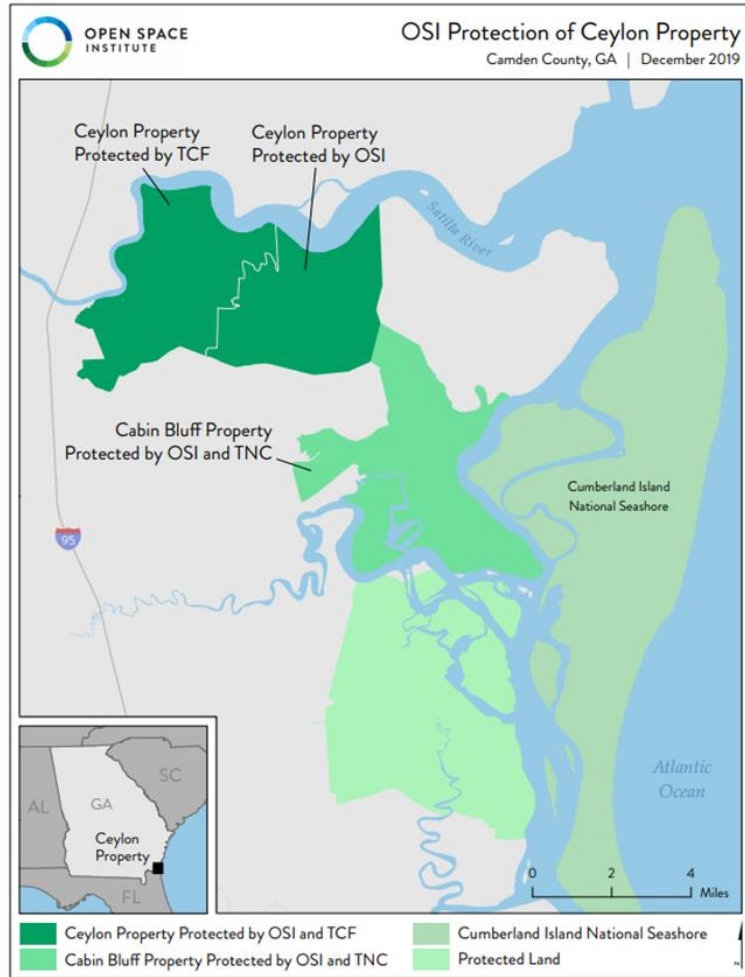 OPEN SPACE
INSTITUTE
OSI Protection of Ceylon Property
Camden County, GA | December 2019
Ceylon Property
Protected by TCF
Ceylon Property
Protected by OSI
Satilla River
Cabin Bluff Property
Protected by OSI and TNC
Cumberland Island
National Seashore
95
Atlantic
Ocean
AL
GA
SC
Ceylon
Property
FL
0 2 4
Miles
Ceylon Property Protected by OSI and TCF
Cabin Bluff Property Protected by OSI and TNC
Cumberland Island National Seashore
Protected Land